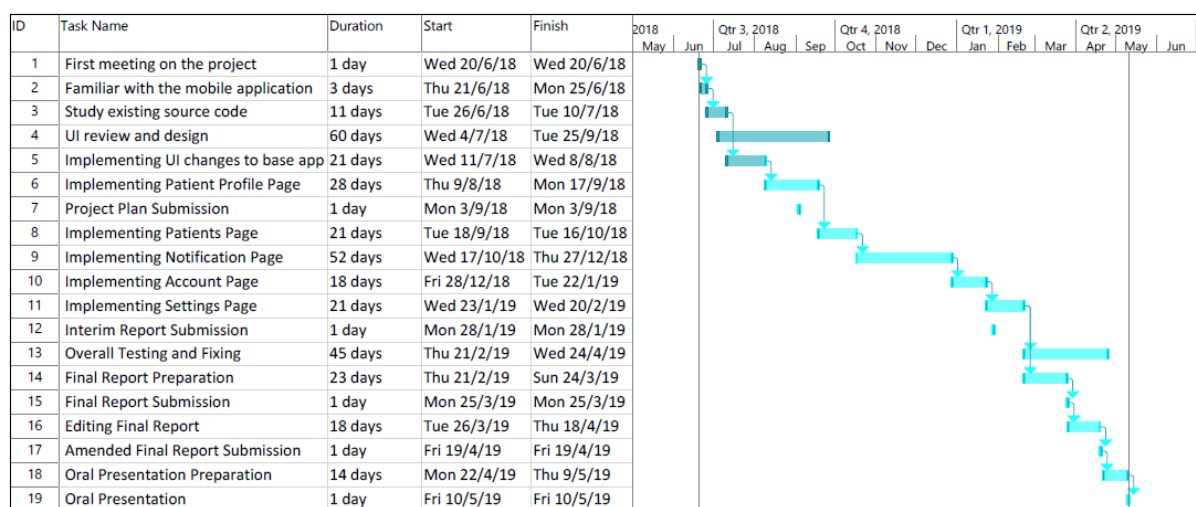 ID Task Name Duration Start Finish 2018 Qtr 3, 2018 Qtr 4, 2018 Qtr 1, 2019 Qtr 2, 2019
May Jun Jul Aug Sep Oct Nov Dec Jan Feb Mar Apr May Jun
1 First meeting on the project 1 day Wed 20/6/18 Wed 20/6/18
2 Familiar with the mobile application 3 days Thu 21/6/18 Mon 25/6/18
3 Study existing source code 11 days Tue 26/6/18 Tue 10/7/18
4 UI review and design 60 days Wed 4/7/18 Tue 25/9/18
5 Implementing UI changes to base app 21 days Wed 11/7/18 Wed 8/8/18
6 Implementing Patient Profile Page 28 days Thu 9/8/18 Mon 17/9/18
7 Project Plan Submission 1 day Mon 3/9/18 Mon 3/9/18
8 Implementing Patients Page 21 days Tue 18/9/18 Tue 16/10/18
9 Implementing Notification Page 52 days Wed 17/10/18 Thu 27/12/18
10 Implementing Account Page 18 days Fri 28/12/18 Tue 22/1/19
11 Implementing Settings Page 21 days Wed 23/1/19 Wed 20/2/19
12 Interim Report Submission 1 day Mon 28/1/19 Mon 28/1/19
13 Overall Testing and Fixing 45 days Thu 21/2/19 Wed 24/4/19
14 Final Report Preparation 23 days Thu 21/2/19 Sun 24/3/19
15 Final Report Submission 1 day Mon 25/3/19 Mon 25/3/19
16 Editing Final Report 18 days Tue 26/3/19 Thu 18/4/19
17 Amended Final Report Submission 1 day Fri 19/4/19 Fri 19/4/19
18 Oral Presentation Preparation 14 days Mon 22/4/19 Thu 9/5/19
19 Oral Presentation 1 day Fri 10/5/19 Fri 10/5/19